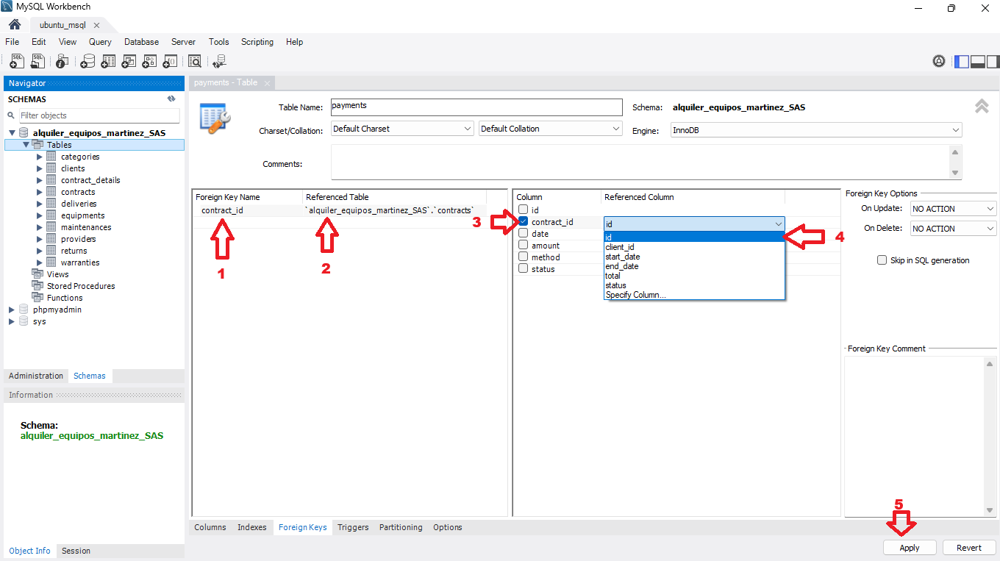 MySQL Workbench
ubuntu_msql
File Edit View Query Database Server Tools Scripting Help
Navigator
SCHEMAS
Filter objects
alquiler_equipos_martinez_SAS
Tables
categories
clients
contract_details
contracts
deliveries
equipments
maintenances
providers
returns
warranties
Views
Stored Procedures
Functions
phpmyadmin
sys
Administration Schemas
Information
Schema:
alquiler_equipos_martinez_SAS
Object Info Session
payments - Table
Table Name: payments Schema: alquiler_equipos_martinez_SAS
Charset/Collation: Default Charset Default Collation Engine: InnoDB
Comments:
Foreign Key Name Referenced Table
contract_id `alquiler_equipos_martinez_SAS`.`contracts`
1
2
Column Referenced Column
id
contract_id id
date
amount
method
status
3
id
client_id
start_date
end_date
total
status
Specify Column...
4
Foreign Key Options
On Update: NO ACTION
On Delete: NO ACTION
Skip in SQL generation
Foreign Key Comment
Columns Indexes Foreign Keys Triggers Partitioning Options
5
Apply Revert